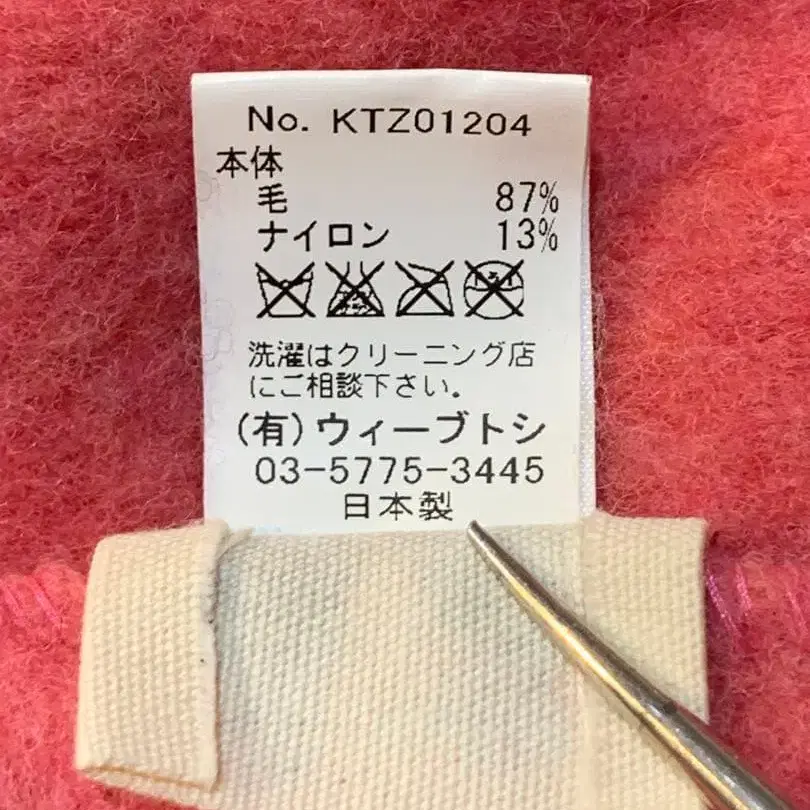 No. KTZ01204
本体
毛 87%
ナイロン 13%
洗濯はクリーニング店
にご相談下さい。
(有)ウィーブトシ
03-5775-3445
日本製